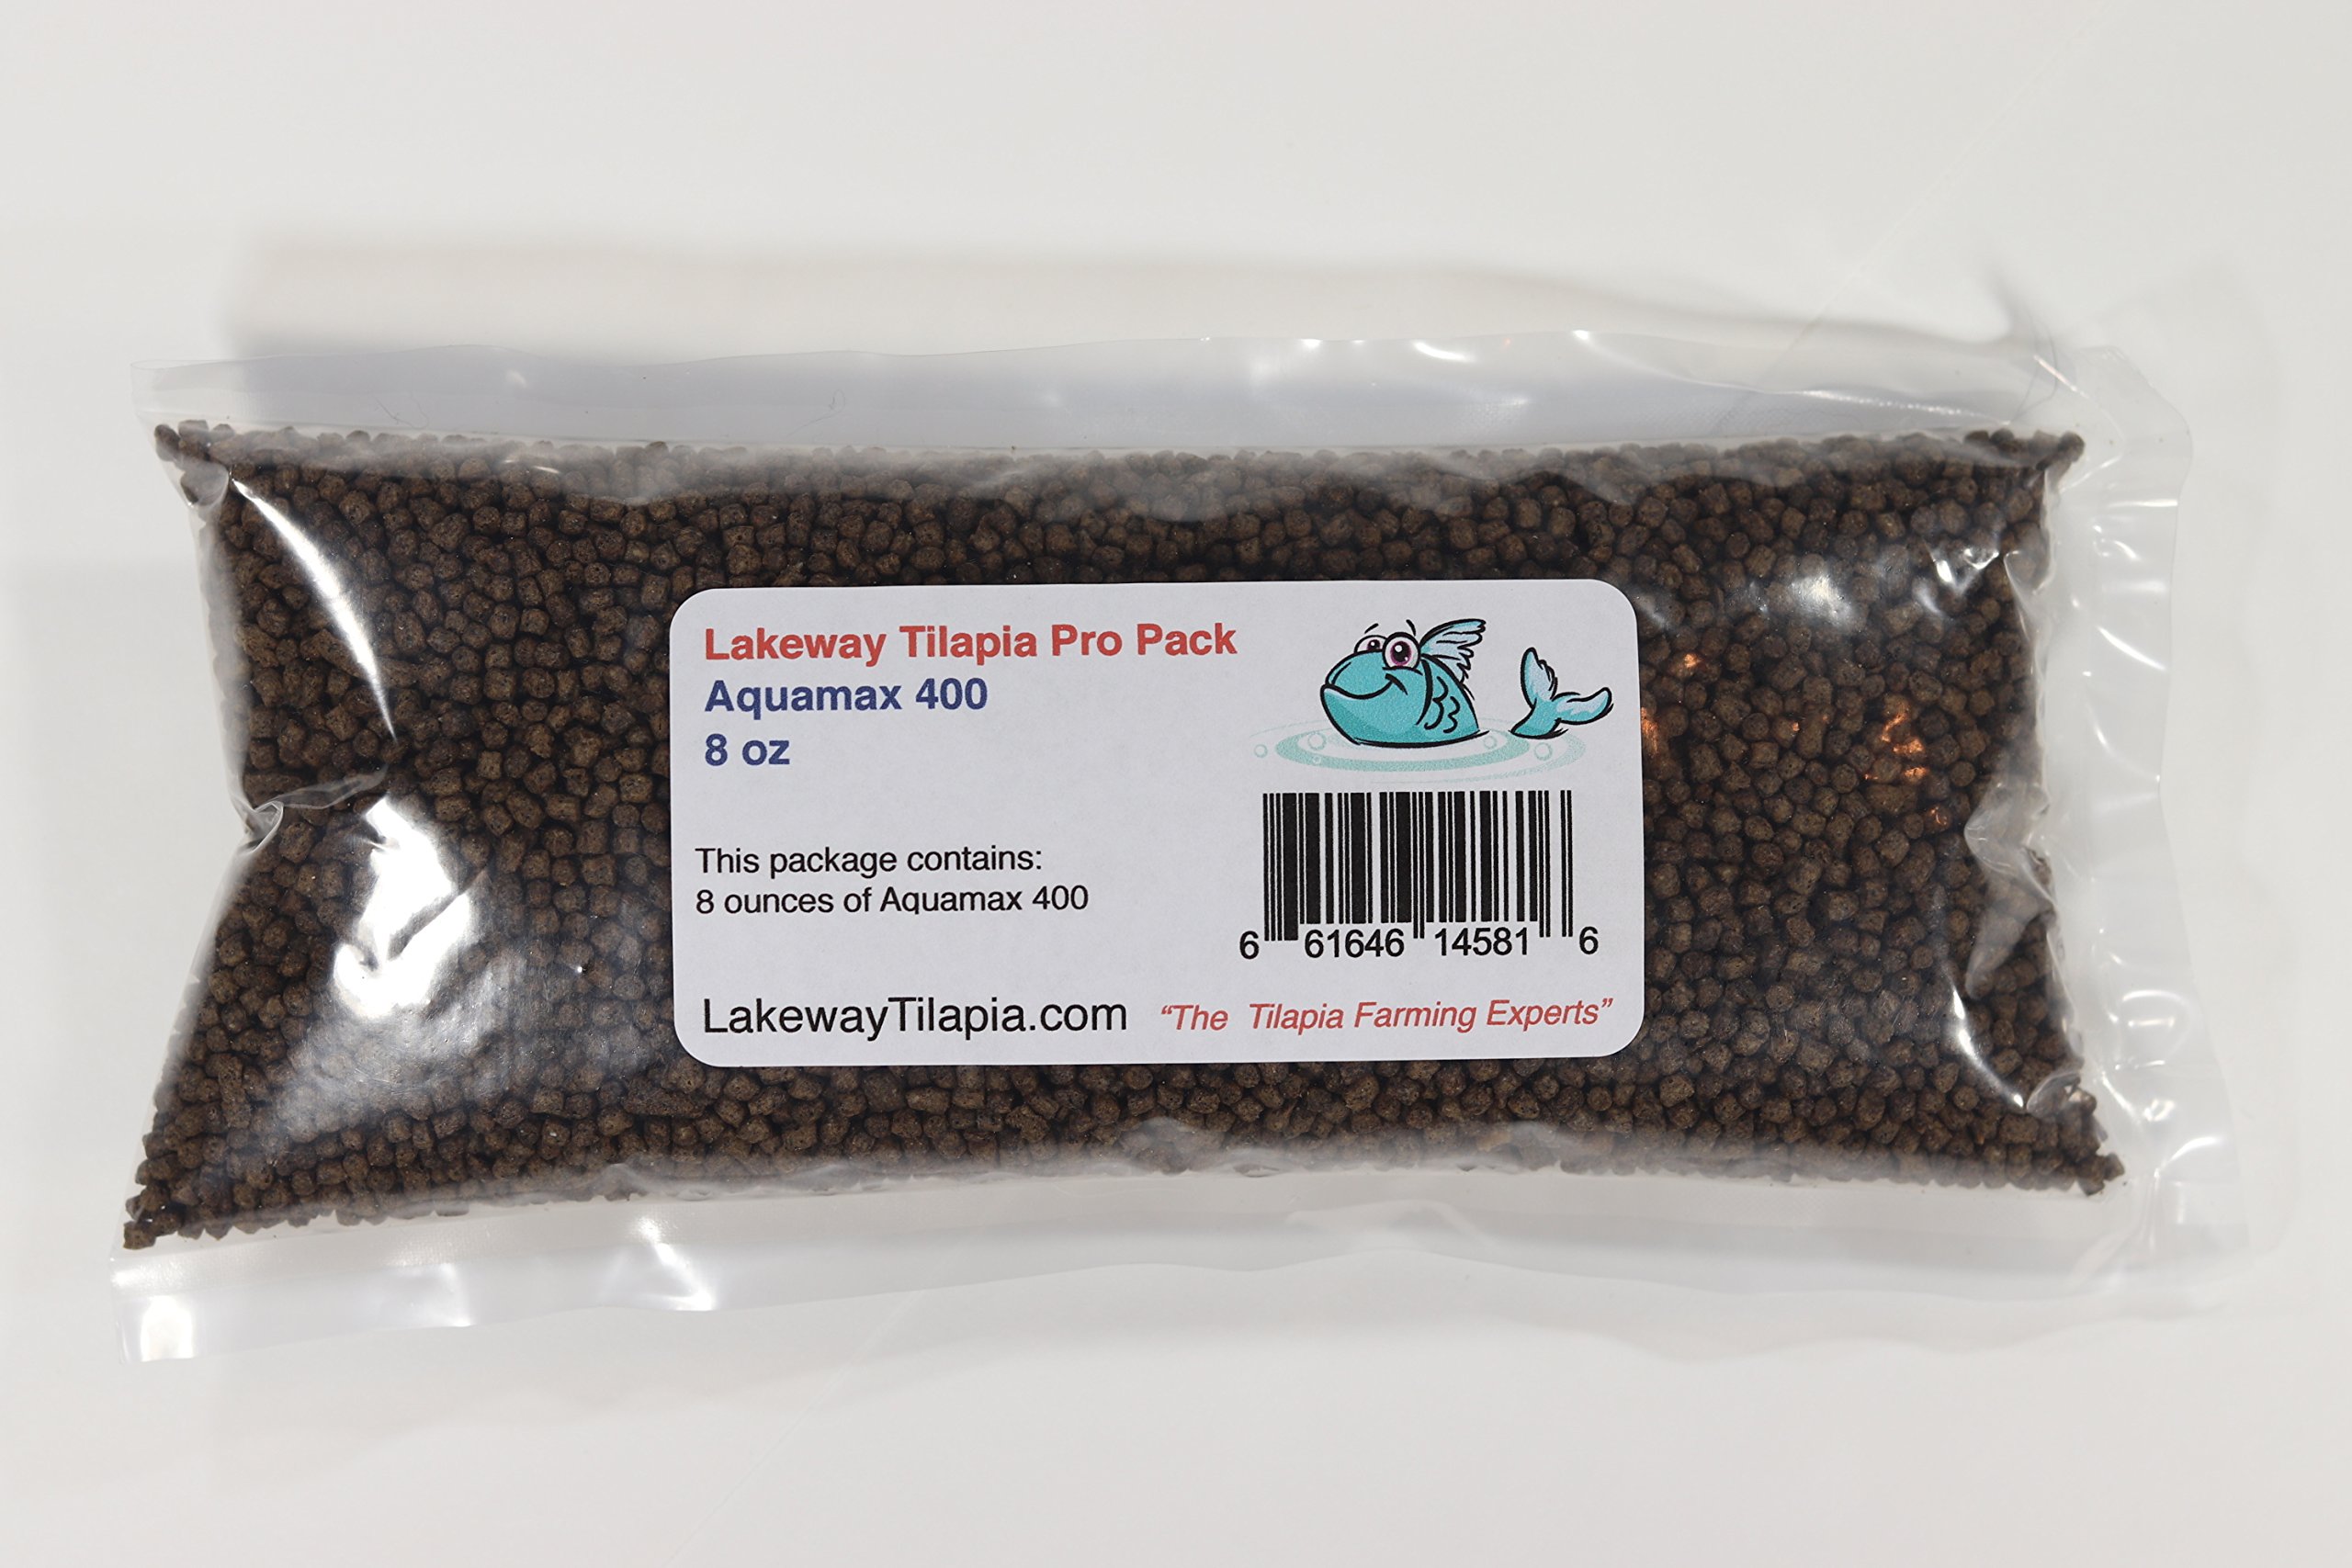 Lakeway Tilapia Pro Pack
Aquamax 400
8 oz
This package contains:
8 ounces of Aquamax 400
6 61646 14581 6
LakewayTilapia.com "The Tilapia Farming Experts"